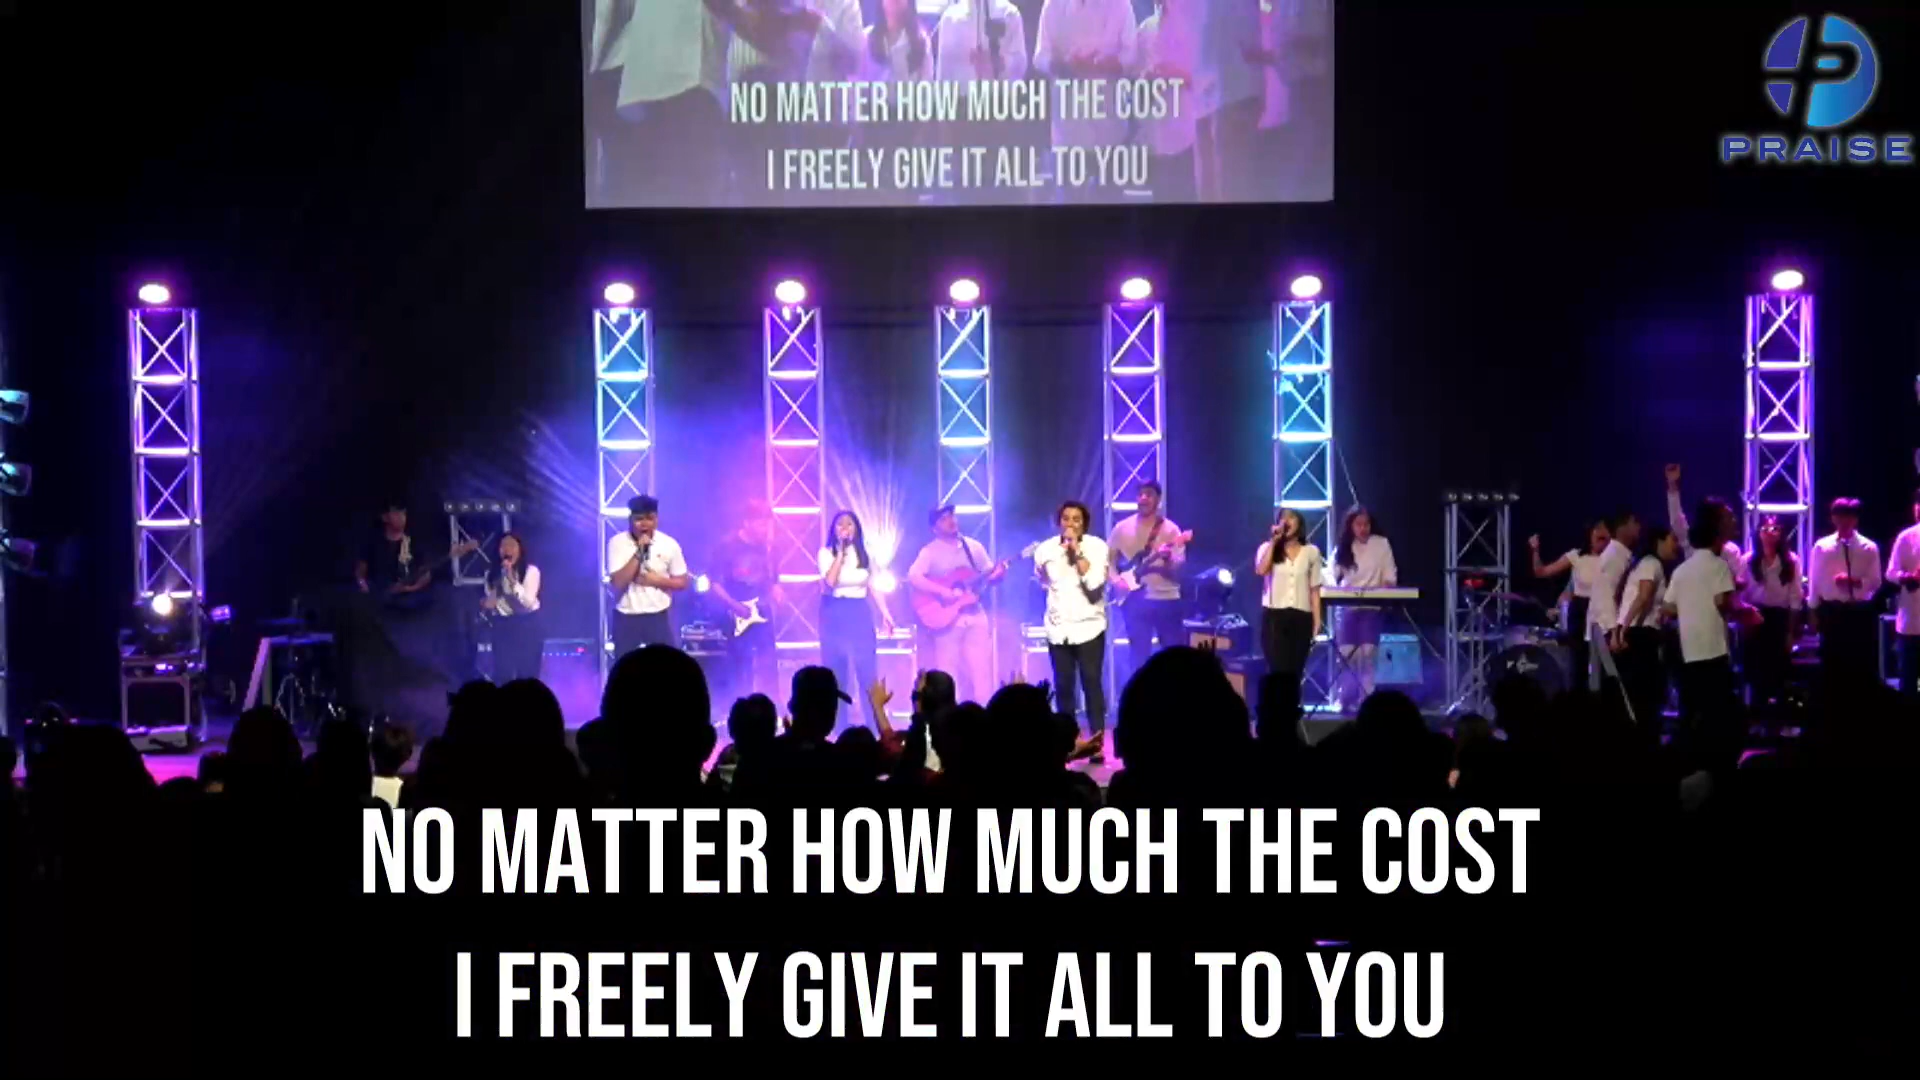 NO MATTER HOW MUCH THE COST
I FREELY GIVE IT ALL TO YOU
PRAISE
NO MATTER HOW MUCH THE COST
I FREELY GIVE IT ALL TO YOU